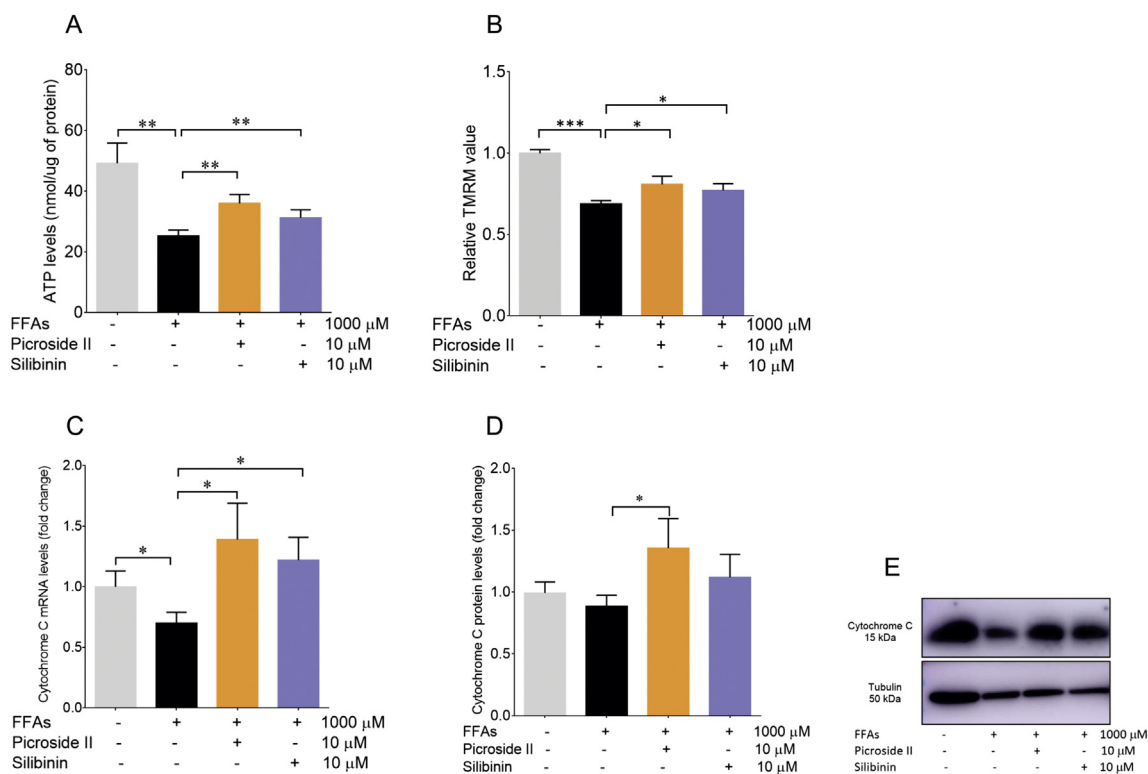 A
ATP levels (nmol/ug of protein)
80
60
40
20
0
** **
**
FFAs - + + + 1000 μM
Picroside II - - + - 10 μM
Silibinin - - - + 10 μM
B
Relative TMRM value
1.5
1.0
0.5
0.0
*
*** *
FFAs - + + + 1000 μM
Picroside II - - + - 10 μM
Silibinin - - - + 10 μM
C
Cytochrome C mRNA levels (fold change)
2.0
1.5
1.0
0.5
0.0
*
*
*
FFAs - + + + 1000 μM
Picroside II - - + - 10 μM
Silibinin - - - + 10 μM
D
Cytochrome C protein levels (fold change)
2.0
1.5
1.0
0.5
0.0
*
FFAs - + + + 1000 μM
Picroside II - - + - 10 μM
Silibinin - - - + 10 μM
E
Cytochrome C
15 kDa
Tubulin
50 kDa
FFAs - + + + 1000 μM
Picroside II - - + - 10 μM
Silibinin - - - + 10 μM